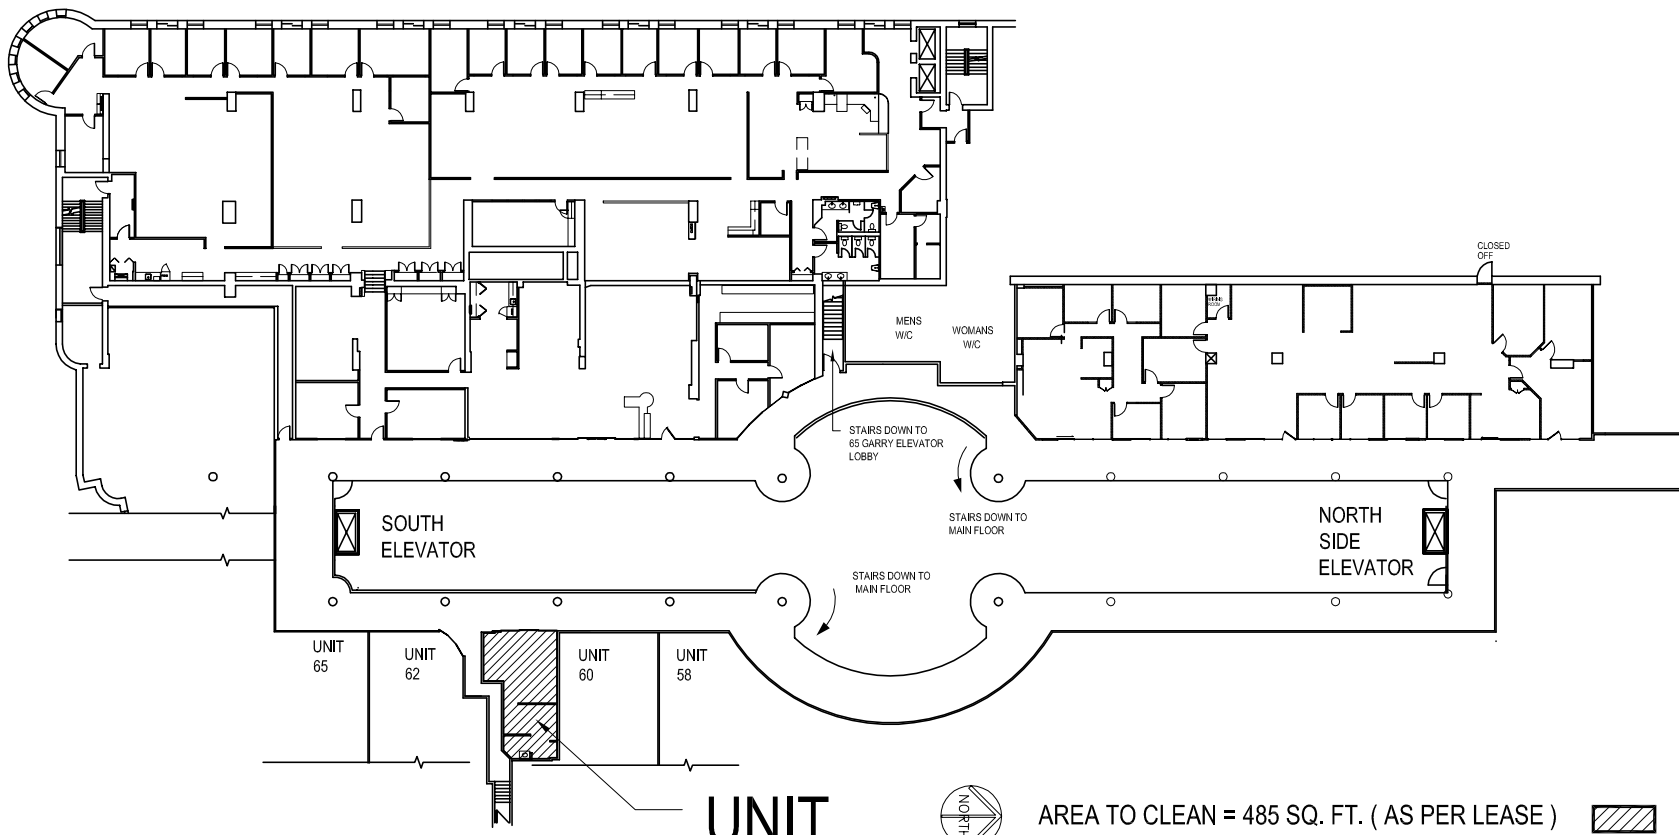 CLOSED
OFF
MENS
W/C
WOMANS
W/C
STAIRS DOWN TO
65 GARRY ELEVATOR
LOBBY
STAIRS DOWN TO
MAIN FLOOR
SOUTH
ELEVATOR
NORTH
SIDE
ELEVATOR
STAIRS DOWN TO
MAIN FLOOR
UNIT
65
UNIT
62
UNIT
60
UNIT
58
UNIT
NORTH
AREA TO CLEAN = 485 SQ. FT. ( AS PER LEASE )